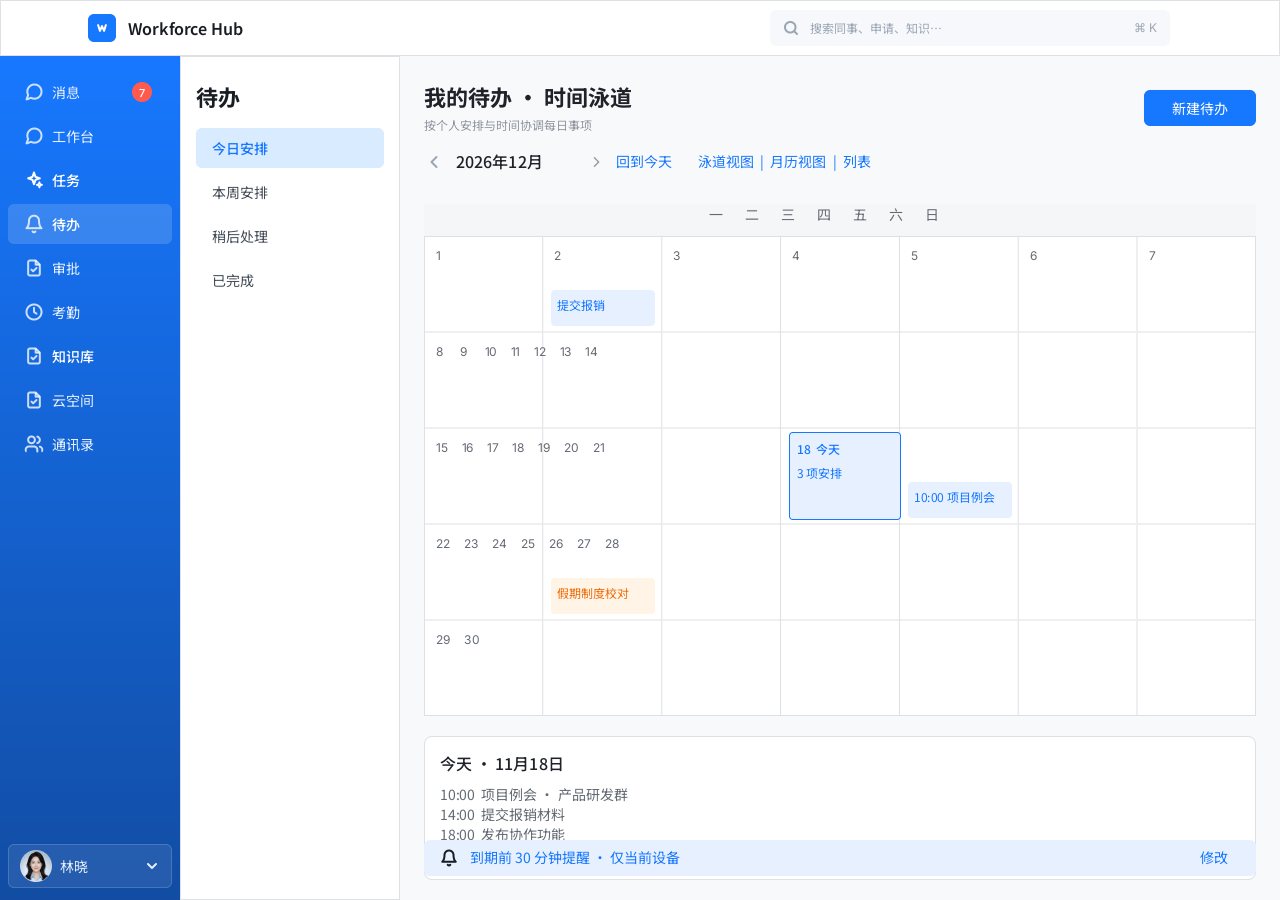 Workforce Hub
搜索同事、申请、知识…
⌘ K
消息
7
工作台
任务
待办
审批
考勤
知识库
云空间
通讯录
林晓
待办
今日安排
本周安排
稍后处理
已完成
我的待办 · 时间泳道
按个人安排与时间协调每日事项
新建待办
2026年12月
回到今天
泳道视图 | 月历视图 | 列表
一 二 三 四 五 六 日
1 2 3 4 5 6 7
提交报销
8 9 10 11 12 13 14
15 16 17 18 19 20 21
18 今天
3 项安排
10:00 项目例会
22 23 24 25 26 27 28
假期制度校对
29 30
今天 · 11月18日
10:00 项目例会 · 产品研发群
14:00 提交报销材料
18:00 发布协作功能
到期前 30 分钟提醒 · 仅当前设备
修改